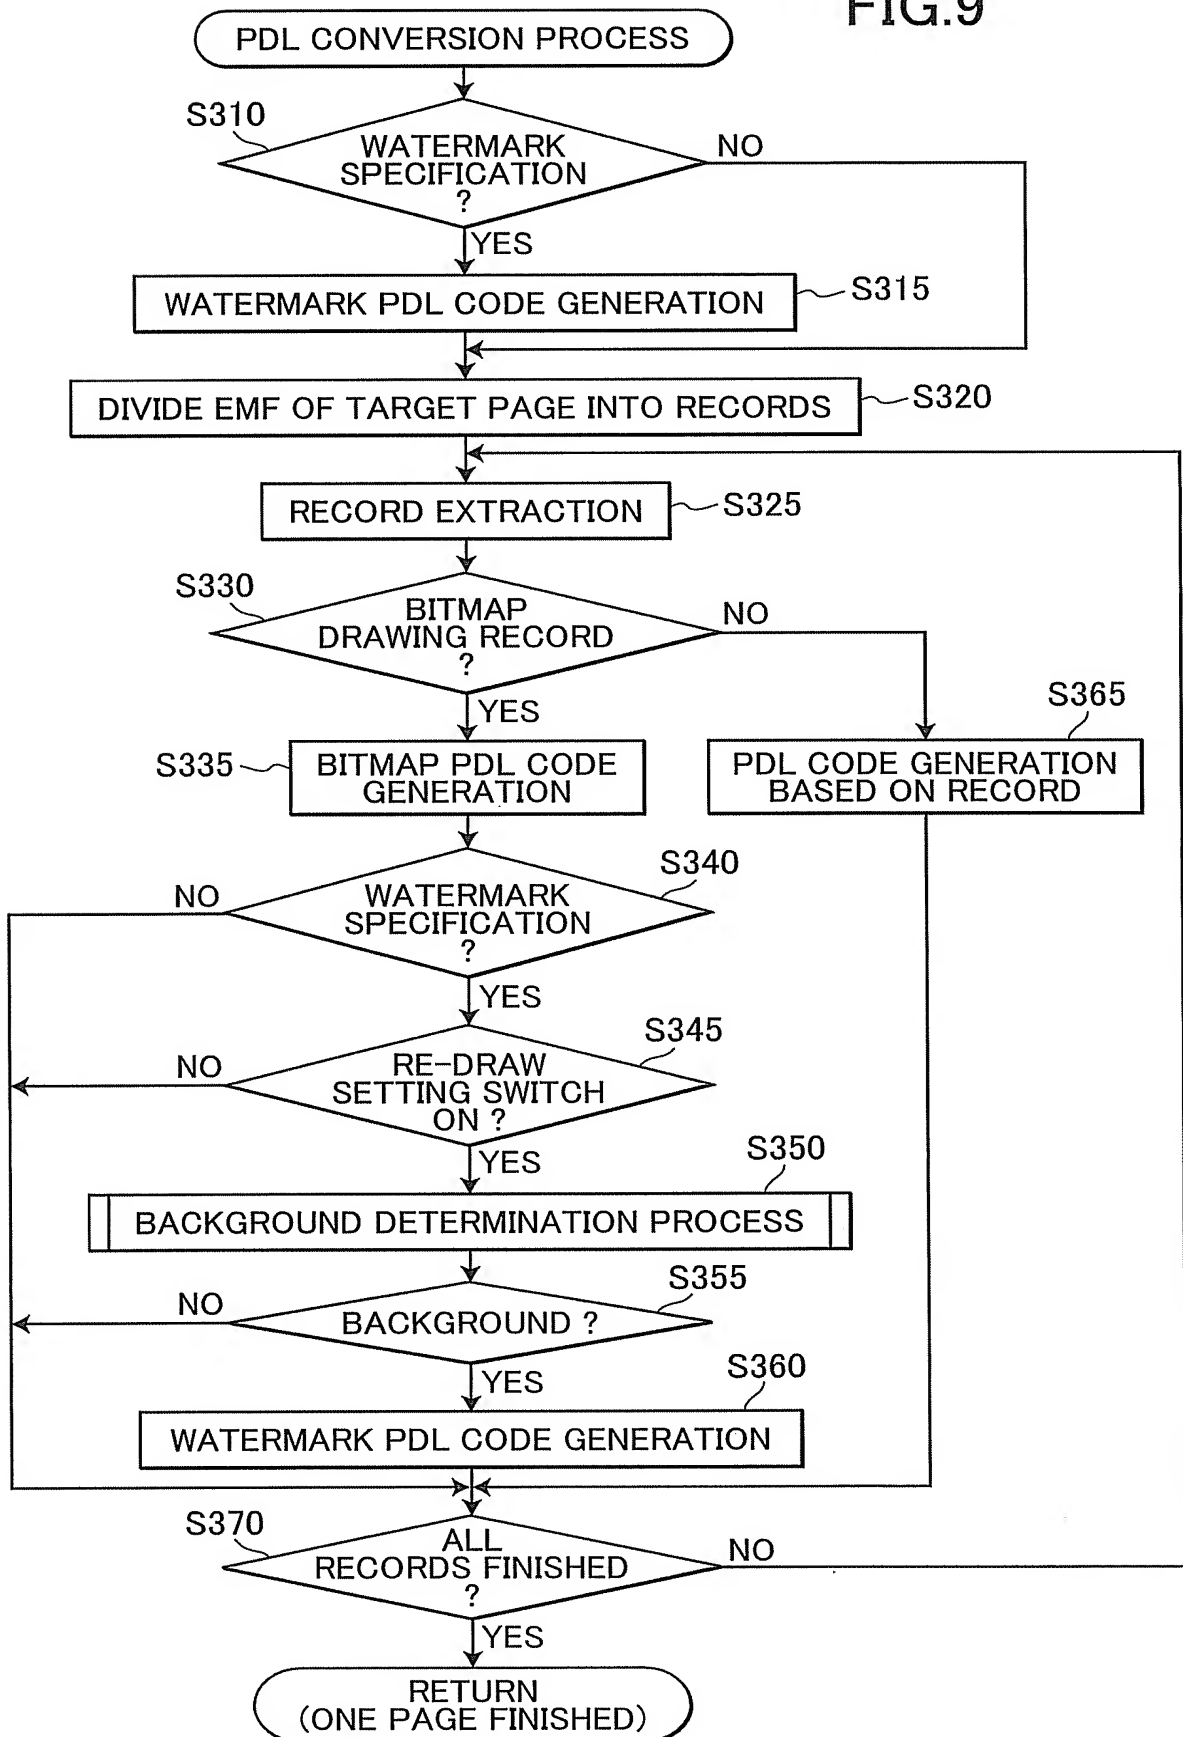 FIG.9
PDL CONVERSION PROCESS
S310
WATERMARK
SPECIFICATION
?
NO
YES
WATERMARK PDL CODE GENERATION
S315
DIVIDE EMF OF TARGET PAGE INTO RECORDS
S320
RECORD EXTRACTION
S325
S330
BITMAP
DRAWING RECORD
?
NO
YES
S365
S335
BITMAP PDL CODE
GENERATION
PDL CODE GENERATION
BASED ON RECORD
S340
NO
WATERMARK
SPECIFICATION
?
YES
S345
NO
RE-DRAW
SETTING SWITCH
ON ?
YES
S350
BACKGROUND DETERMINATION PROCESS
S355
NO
BACKGROUND ?
YES
S360
WATERMARK PDL CODE GENERATION
S370
ALL
RECORDS FINISHED
?
NO
YES
RETURN
(ONE PAGE FINISHED)